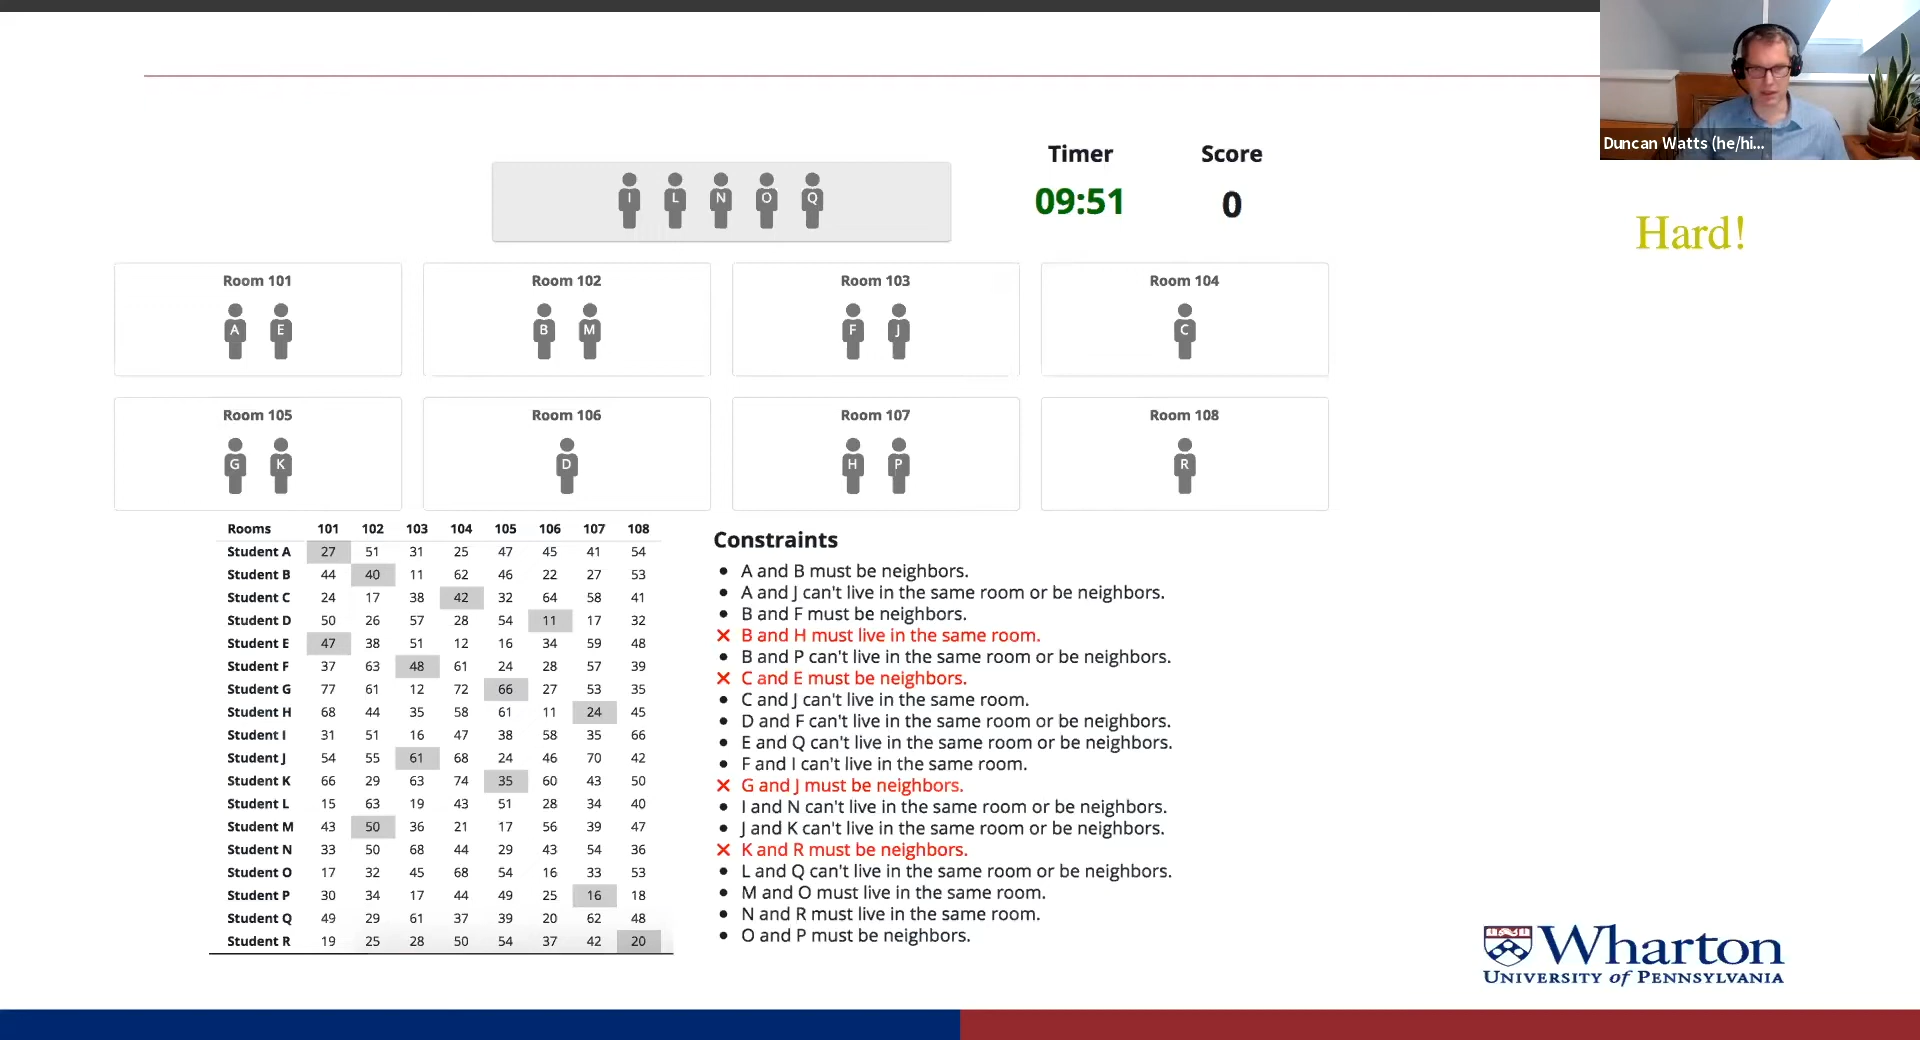 Duncan Watts (he/hi...
Timer
Score
09:51
0
Hard!
I L N O Q
Room 101
Room 102
Room 103
Room 104
A E
B M
F J
C
Room 105
Room 106
Room 107
Room 108
G K
D
H P
R
Rooms 101 102 103 104 105 106 107 108
Student A 27 51 31 25 47 45 41 54
Student B 44 40 11 62 46 22 27 53
Student C 24 17 38 42 32 64 58 41
Student D 50 26 57 28 54 11 17 32
Student E 47 38 51 12 16 34 59 48
Student F 37 63 48 61 24 28 57 39
Student G 77 61 12 72 66 27 53 35
Student H 68 44 35 58 61 11 24 45
Student I 31 51 16 47 38 58 35 66
Student J 54 55 61 68 24 46 70 42
Student K 66 29 63 74 35 60 43 50
Student L 15 63 19 43 51 28 34 40
Student M 43 50 36 21 17 56 39 47
Student N 33 50 68 44 29 43 54 36
Student O 17 32 45 68 54 16 33 53
Student P 30 34 17 44 49 25 16 18
Student Q 49 29 61 37 39 20 62 48
Student R 19 25 28 50 54 37 42 20
Constraints
A and B must be neighbors.
A and J can't live in the same room or be neighbors.
B and F must be neighbors.
B and H must live in the same room.
B and P can't live in the same room or be neighbors.
C and E must be neighbors.
C and J can't live in the same room.
D and F can't live in the same room or be neighbors.
E and Q can't live in the same room or be neighbors.
F and I can't live in the same room.
G and J must be neighbors.
I and N can't live in the same room or be neighbors.
J and K can't live in the same room or be neighbors.
K and R must be neighbors.
L and Q can't live in the same room or be neighbors.
M and O must live in the same room.
N and R must live in the same room.
O and P must be neighbors.
Wharton
UNIVERSITY of PENNSYLVANIA